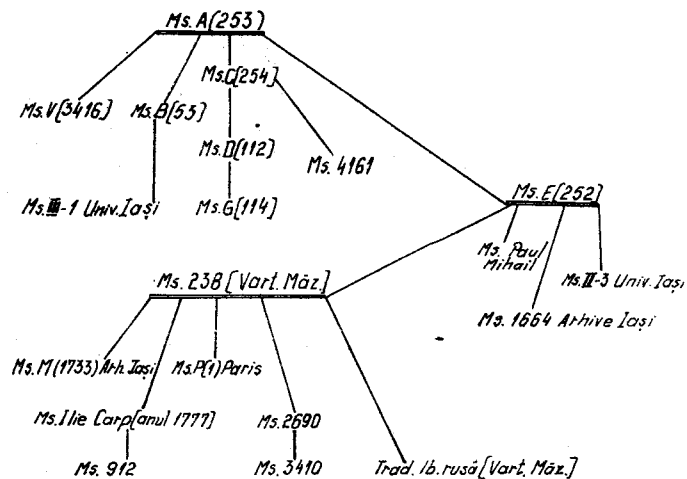 Ms. A [253)
Ms.C[254]
Ms.V[3416]
Ms.B[53]
Ms.D[112]
Ms. 4161
Ms.III-1 Univ.Iași
Ms.G[114]
Ms.E[252]
Ms. Paul
Mihail
Ms.II-3 Univ.Iași
Ms. 1664 Arhive Iași
Ms. 238 [Vart. Măz.]
Ms.M(1733) Arh.Iași
Ms.P(1)Paris
Ms.Ilie Carp[anul 1777]
Ms.2690
Ms. 912
Ms. 3410
Trad. lb.rusă[Vart. Măz.]